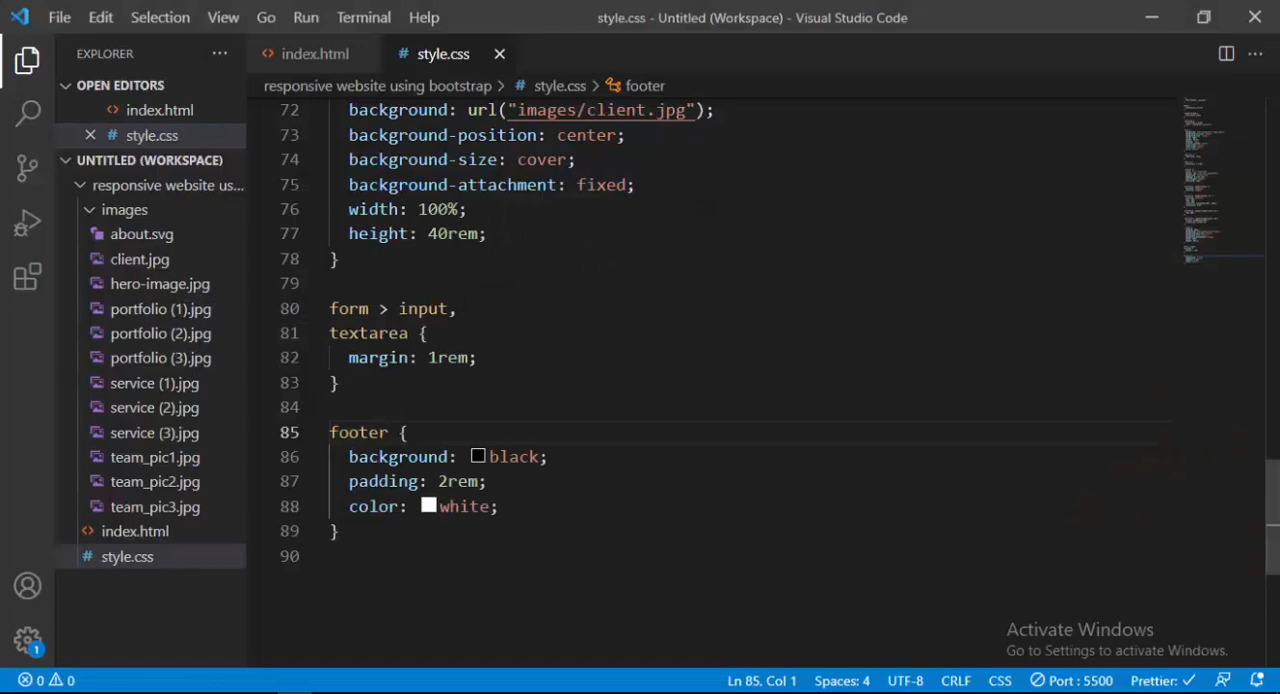 File Edit Selection View Go Run Terminal Help
style.css - Untitled (Workspace) - Visual Studio Code
EXPLORER
OPEN EDITORS
index.html
style.css
UNTITLED (WORKSPACE)
responsive website us...
images
about.svg
client.jpg
hero-image.jpg
portfolio (1).jpg
portfolio (2).jpg
portfolio (3).jpg
service (1).jpg
service (2).jpg
service (3).jpg
team_pic1.jpg
team_pic2.jpg
team_pic3.jpg
index.html
style.css
1
index.html
style.css
responsive website using bootstrap > style.css > footer
72 background: url("images/client.jpg");
73 background-position: center;
74 background-size: cover;
75 background-attachment: fixed;
76 width: 100%;
77 height: 40rem;
78 }
79
80 form > input,
81 textarea {
82 margin: 1rem;
83 }
84
85 footer {
86 background: black;
87 padding: 2rem;
88 color: white;
89 }
90
Activate Windows
Go to Settings to activate Windows.
0 0
Ln 85, Col 1 Spaces: 4 UTF-8 CRLF CSS Port : 5500 Prettier: ✓